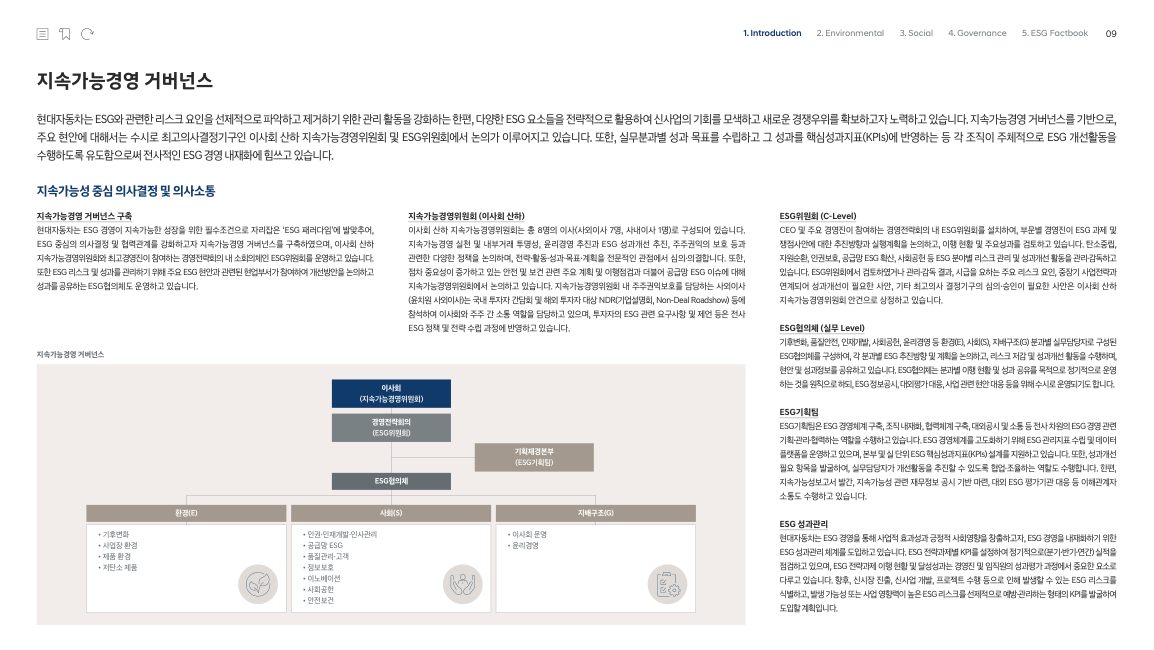 1. Introduction 2. Environmental 3. Social 4. Governance 5. ESG Factbook 09
지속가능경영 거버넌스
현대자동차는 ESG와 관련한 리스크 요인을 선제적으로 파악하고 제거하기 위한 관리 활동을 강화하는 한편, 다양한 ESG 요소들을 전략적으로 활용하여 신사업의 기회를 모색하고 새로운 경쟁우위를 확보하고자 노력하고 있습니다. 지속가능경영 거버넌스를 기반으로,
주요 현안에 대해서는 수시로 최고의사결정기구인 이사회 산하 지속가능경영위원회 및 ESG위원회에서 논의가 이루어지고 있습니다. 또한, 실무분과별 성과 목표를 수립하고 그 성과를 핵심성과지표(KPIs)에 반영하는 등 각 조직이 주체적으로 ESG 개선활동을
수행하도록 유도함으로써 전사적인 ESG 경영 내재화에 힘쓰고 있습니다.
지속가능성 중심 의사결정 및 의사소통
지속가능경영 거버넌스 구축
현대자동차는 ESG 경영이 지속가능한 성장을 위한 필수조건으로 자리잡은 'ESG 패러다임'에 발맞추어,
ESG 중심의 의사결정 및 협력관계를 강화하고자 지속가능경영 거버넌스를 구축하였으며, 이사회 산하
지속가능경영위원회와 최고경영진이 참여하는 경영전략회의 내 소회의체인 ESG위원회를 운영하고 있습니다.
또한 ESG 리스크 및 성과를 관리하기 위해 주요 ESG 현안과 관련된 현업부서가 참여하여 개선방안을 논의하고
성과를 공유하는 ESG협의체도 운영하고 있습니다.
지속가능경영위원회 (이사회 산하)
이사회 산하 지속가능경영위원회는 총 8명의 이사(사외이사 7명, 사내이사 1명)로 구성되어 있습니다.
지속가능경영 실천 및 내부거래 투명성, 윤리경영 추진과 ESG 성과개선 추진, 주주권익의 보호 등과
관련한 다양한 정책을 논의하며, 전략·활동·성과·목표·계획을 전문적인 관점에서 심의·의결합니다. 또한,
점차 중요성이 증가하고 있는 안전 및 보건 관련 주요 계획 및 이행점검과 더불어 공급망 ESG 이슈에 대해
지속가능경영위원회에서 논의하고 있습니다. 지속가능경영위원회 내 주주권익보호를 담당하는 사외이사
(윤치원 사외이사)는 국내 투자자 간담회 및 해외 투자자 대상 NDR(기업설명회, Non-Deal Roadshow) 등에
참석하여 이사회와 주주 간 소통 역할을 담당하고 있으며, 투자자의 ESG 관련 요구사항 및 제언 등은 전사
ESG 정책 및 전략 수립 과정에 반영하고 있습니다.
ESG위원회 (C-Level)
CEO 및 주요 경영진이 참여하는 경영전략회의 내 ESG위원회를 설치하여, 부문별 경영진이 ESG 과제 및
쟁점사안에 대한 추진방향과 실행계획을 논의하고, 이행 현황 및 주요성과를 검토하고 있습니다. 탄소중립,
자원순환, 인권보호, 공급망 ESG 확산, 사회공헌 등 ESG 분야별 리스크 관리 및 성과개선 활동을 관리·감독하고
있습니다. ESG위원회에서 검토하였거나 관리·감독 결과, 시급을 요하는 주요 리스크 요인, 중장기 사업전략과
연계되어 성과개선이 필요한 사안, 기타 최고의사 결정기구의 심의·승인이 필요한 사안은 이사회 산하
지속가능경영위원회 안건으로 상정하고 있습니다.
ESG협의체 (실무 Level)
기후변화, 품질안전, 인재개발, 사회공헌, 윤리경영 등 환경(E), 사회(S), 지배구조(G) 분과별 실무담당자로 구성된
ESG협의체를 구성하여, 각 분과별 ESG 추진방향 및 계획을 논의하고, 리스크 저감 및 성과개선 활동을 수행하며,
현안 및 성과정보를 공유하고 있습니다. ESG협의체는 분과별 이행 현황 및 성과 공유를 목적으로 정기적으로 운영
하는 것을 원칙으로 하되, ESG 정보공시, 대외평가 대응, 사업 관련 현안 대응 등을 위해 수시로 운영되기도 합니다.
ESG기획팀
ESG기획팀은 ESG 경영체계 구축, 조직 내재화, 협력체계 구축, 대외공시 및 소통 등 전사 차원의 ESG 경영 관련
기획·관리·협력하는 역할을 수행하고 있습니다. ESG 경영체계를 고도화하기 위해 ESG 관리지표 수립 및 데이터
플랫폼을 운영하고 있으며, 본부 및 실 단위 ESG 핵심성과지표(KPIs) 설계를 지원하고 있습니다. 또한, 성과개선
필요 항목을 발굴하여, 실무담당자가 개선활동을 추진할 수 있도록 협업·조율하는 역할도 수행합니다. 한편,
지속가능성보고서 발간, 지속가능성 관련 재무정보 공시 기반 마련, 대외 ESG 평가기관 대응 등 이해관계자
소통도 수행하고 있습니다.
ESG 성과관리
현대자동차는 ESG 경영을 통해 사업적 효과성과 긍정적 사회영향을 창출하고자, ESG 경영을 내재화하기 위한
ESG 성과관리 체계를 도입하고 있습니다. ESG 전략과제별 KPI를 설정하여 정기적으로(분기·반기·연간) 실적을
점검하고 있으며, ESG 전략과제 이행 현황 및 달성성과는 경영진 및 임직원의 성과평가 과정에서 중요한 요소로
다루고 있습니다. 향후, 신시장 진출, 신사업 개발, 프로젝트 수행 등으로 인해 발생할 수 있는 ESG 리스크를
식별하고, 발생 가능성 또는 사업 영향력이 높은 ESG 리스크를 선제적으로 예방·관리하는 형태의 KPI를 발굴하여
도입할 계획입니다.
지속가능경영 거버넌스
이사회
(지속가능경영위원회)
경영전략회의
(ESG위원회)
기획재경본부
(ESG기획팀)
ESG협의체
환경(E)
• 기후변화
• 사업장 환경
• 제품 환경
• 저탄소 제품
사회(S)
• 인권·인재개발·인사관리
• 공급망 ESG
• 품질관리·고객
• 정보보호
• 이노베이션
• 사회공헌
• 안전보건
지배구조(G)
• 이사회 운영
• 윤리경영